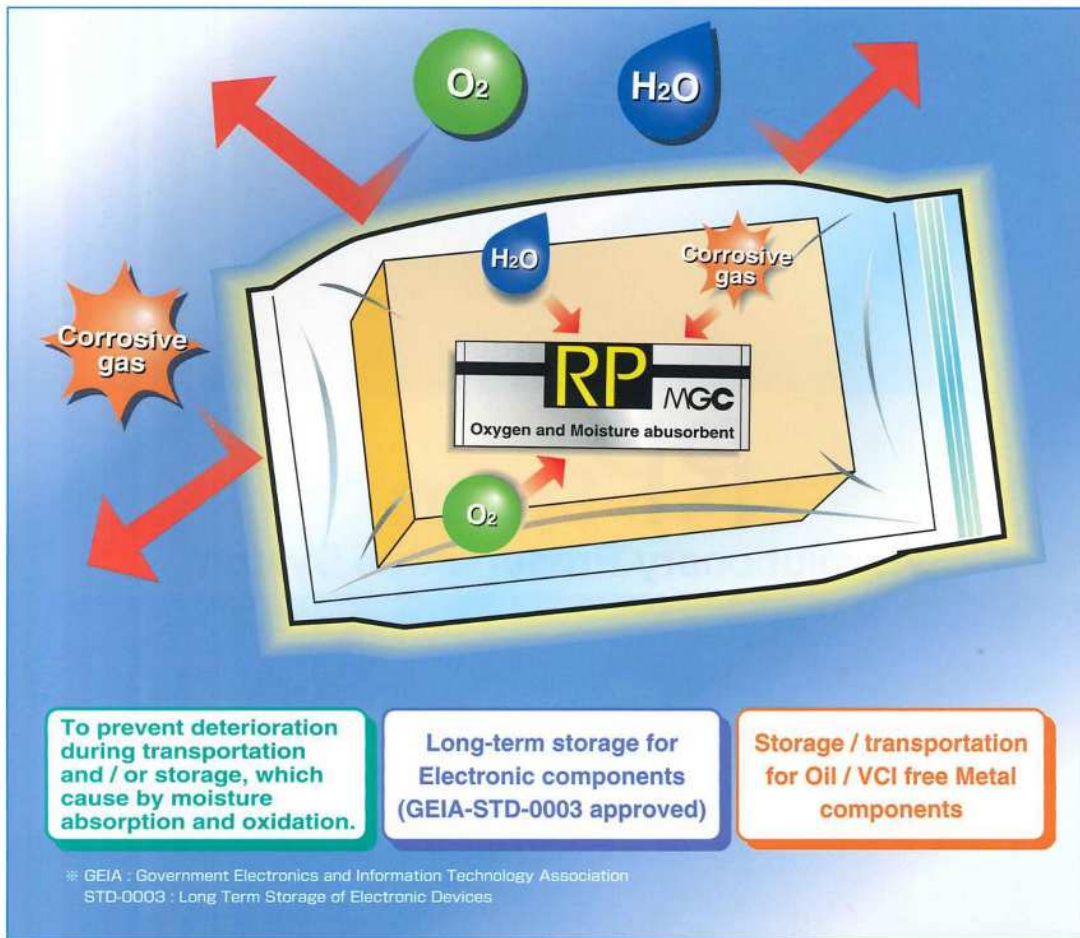 O2
H2O
H2O
Corrosive
gas
Corrosive
gas
RP
MGC
Oxygen and Moisture abusorbent
O2
To prevent deterioration
during transportation
and / or storage, which
cause by moisture
absorption and oxidation.
Long-term storage for
Electronic components
(GEIA-STD-0003 approved)
Storage / transportation
for Oil / VCI free Metal
components
※ GEIA : Government Electronics and Information Technology Association
STD-0003 : Long Term Storage of Electronic Devices